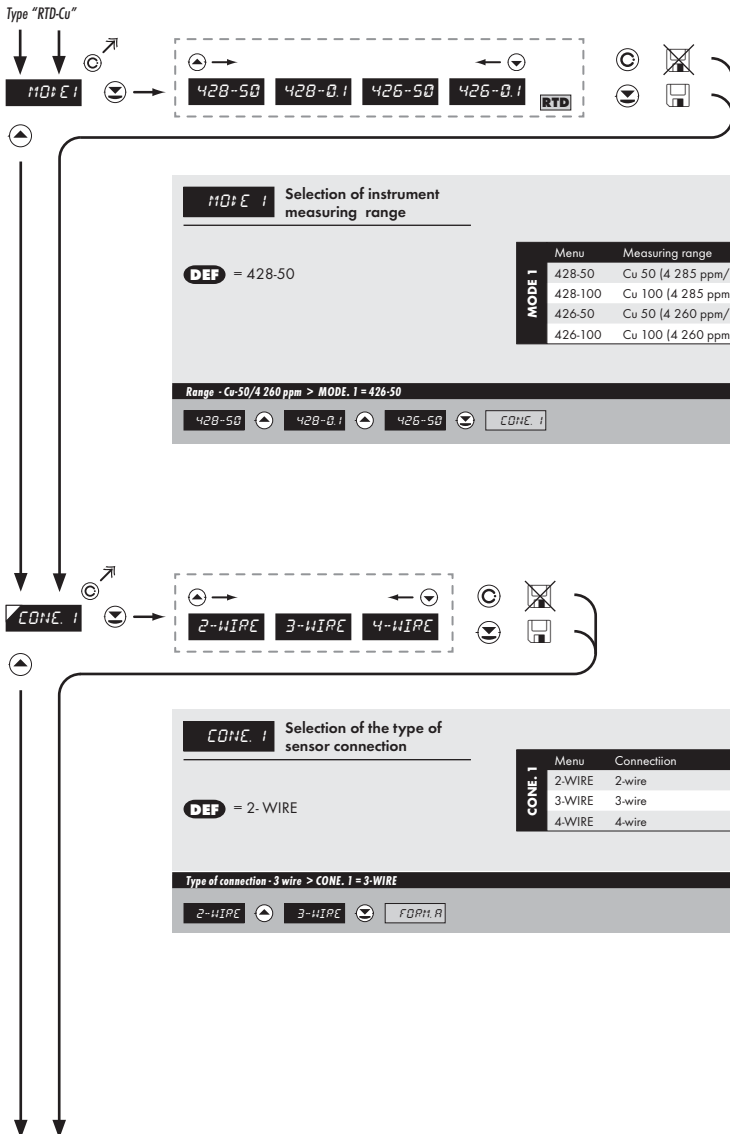 Type "RTD-Cu"
MODE1
428-50 428-0.1 426-50 426-0.1 RTD
MODE 1 Selection of instrument
measuring range
DEF = 428-50
MODE 1
Menu Measuring range
428-50 Cu 50 (4 285 ppm/
428-100 Cu 100 (4 285 ppm
426-50 Cu 50 (4 260 ppm/
426-100 Cu 100 (4 260 ppm
Range - Cu-50/4 260 ppm > MODE. 1 = 426-50
428-50 428-0.1 426-50 CONE. 1
CONE. 1
2-WIRE 3-WIRE 4-WIRE
CONE. 1 Selection of the type of
sensor connection
DEF = 2- WIRE
CONE. 1
Menu Connectiion
2-WIRE 2-wire
3-WIRE 3-wire
4-WIRE 4-wire
Type of connection - 3 wire > CONE. 1 = 3-WIRE
2-WIRE 3-WIRE FORM. A